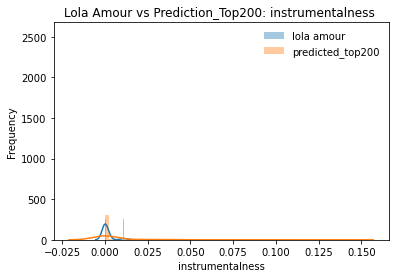 Lola Amour vs Prediction_Top200: instrumentalness
lola amour
predicted_top200
Frequency
2500
2000
1500
1000
500
0
−0.025 0.000 0.025 0.050 0.075 0.100 0.125 0.150
instrumentalness